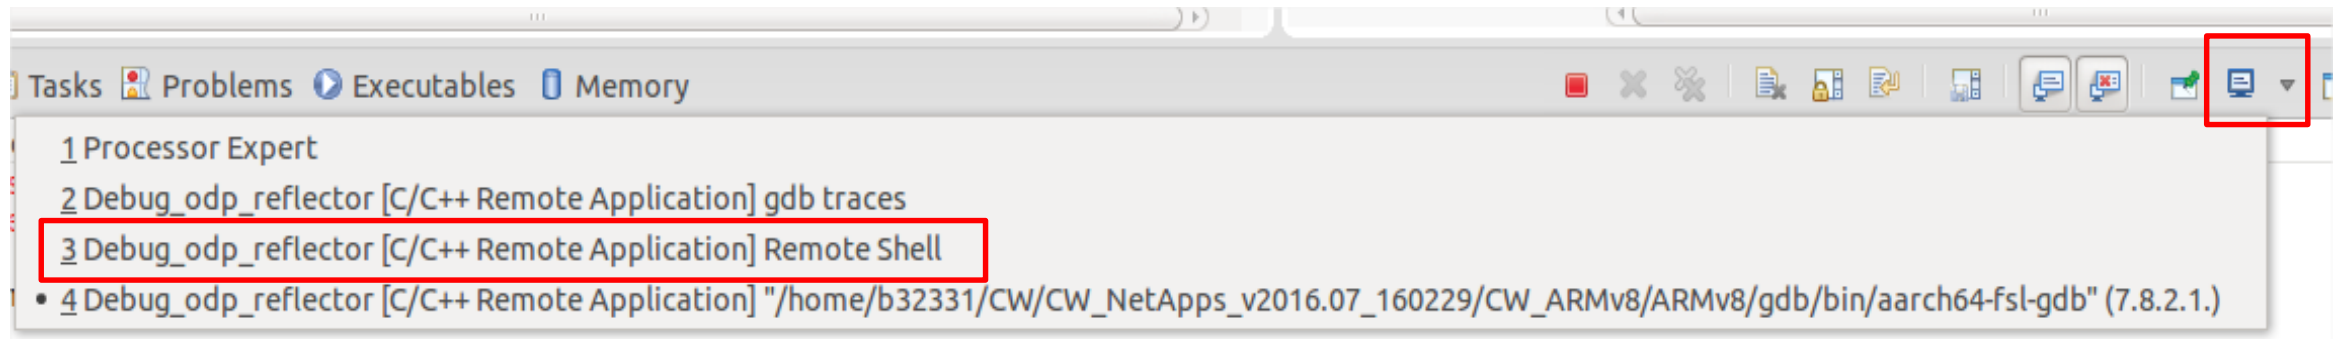 Tasks Problems Executables Memory
1 Processor Expert
2 Debug_odp_reflector [C/C++ Remote Application] gdb traces
3 Debug_odp_reflector [C/C++ Remote Application] Remote Shell
4 Debug_odp_reflector [C/C++ Remote Application] "/home/b32331/CW/CW_NetApps_v2016.07_160229/CW_ARMv8/ARMv8/gdb/bin/aarch64-fsl-gdb" (7.8.2.1.)